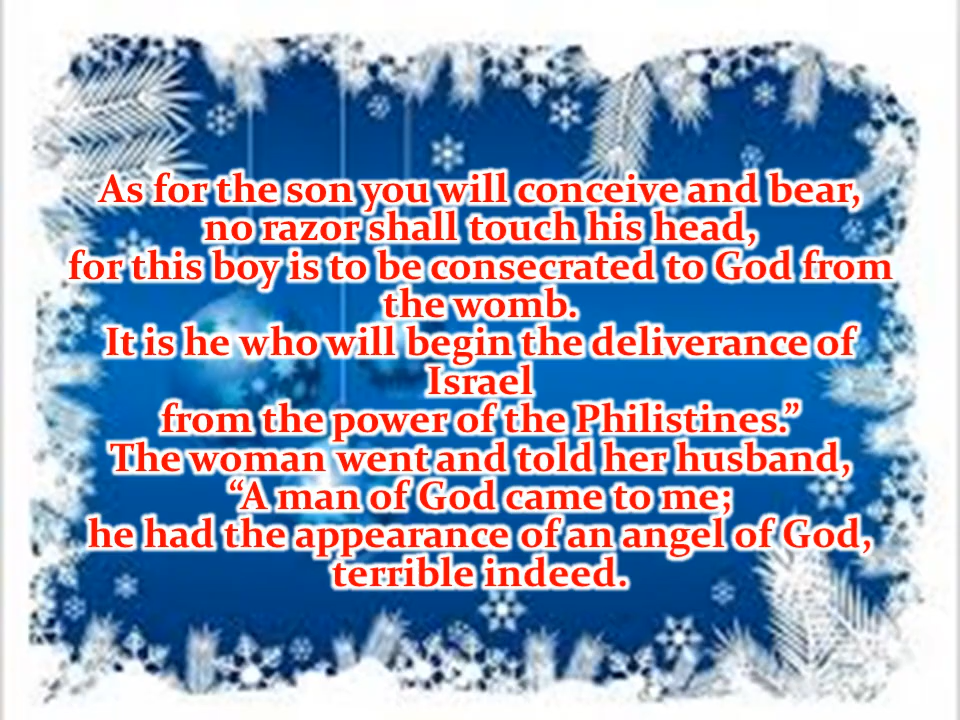 As for the son you will conceive and bear,
no razor shall touch his head,
for this boy is to be consecrated to God from
the womb.
It is he who will begin the deliverance of
Israel
from the power of the Philistines.”
The woman went and told her husband,
“A man of God came to me;
he had the appearance of an angel of God,
terrible indeed.